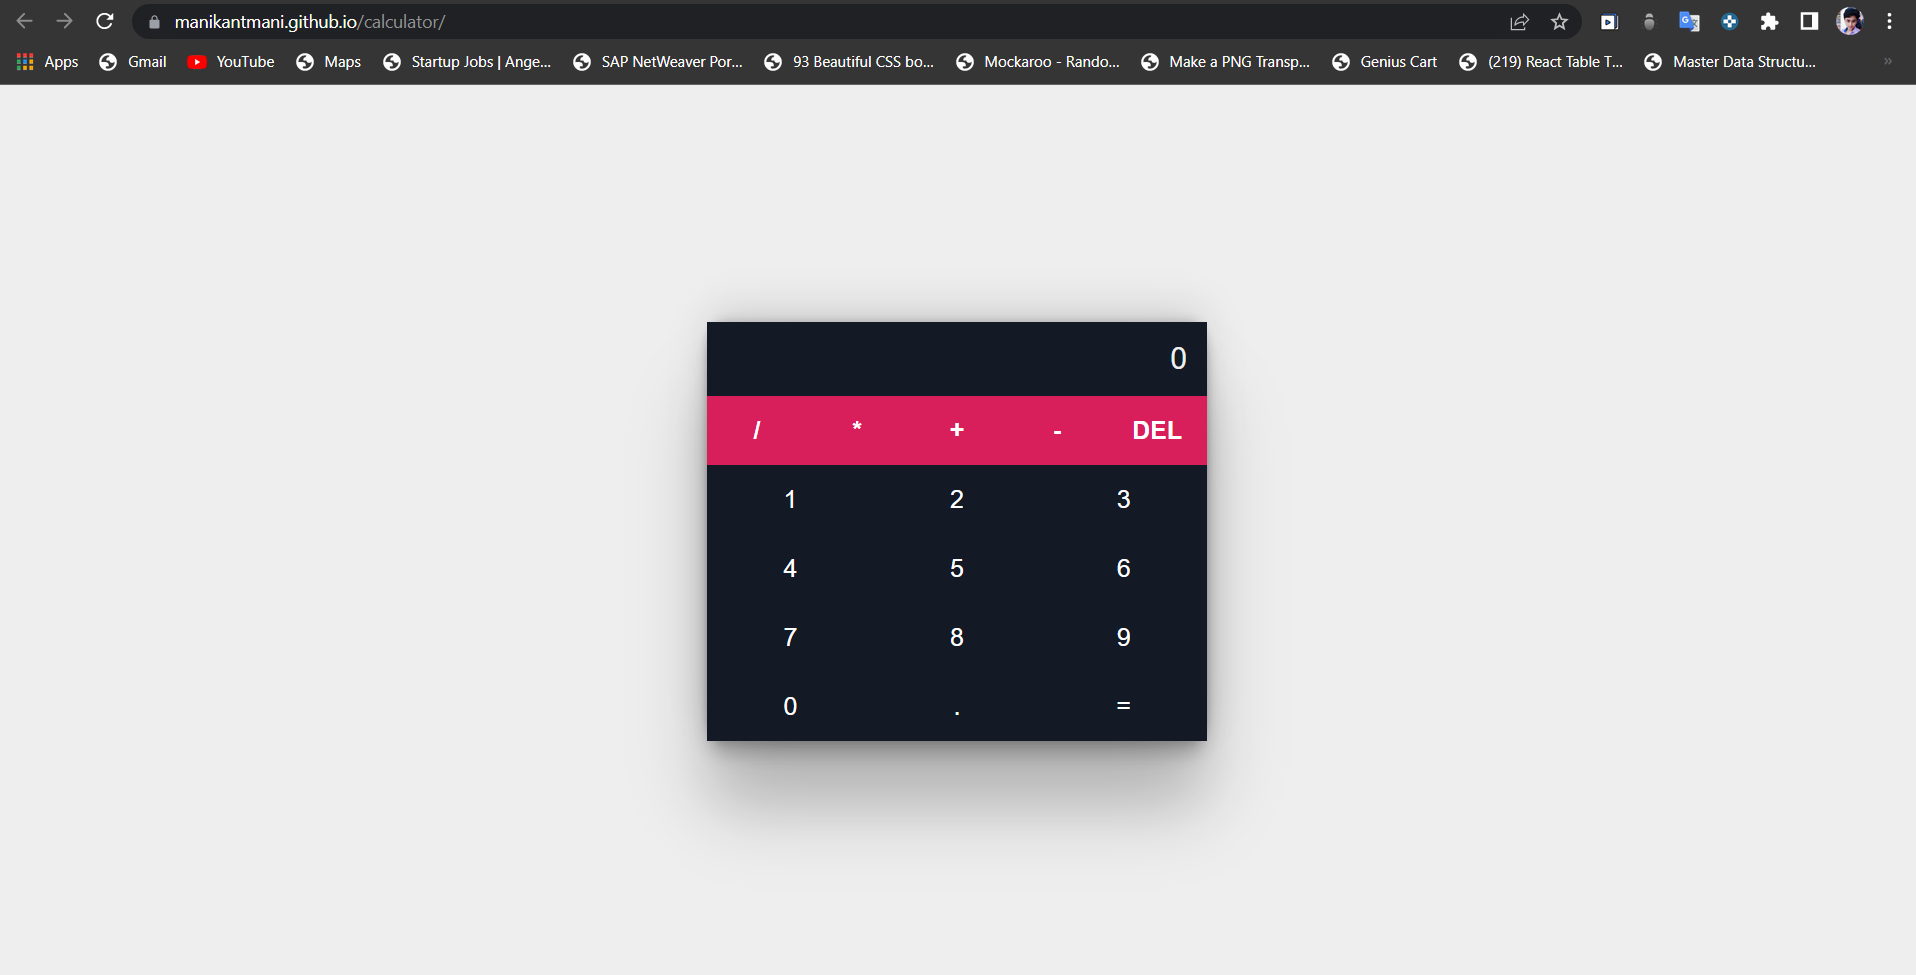 manikantmani.github.io/calculator/
Apps Gmail YouTube Maps Startup Jobs | Ange... SAP NetWeaver Por... 93 Beautiful CSS bo... Mockaroo - Rando... Make a PNG Transp... Genius Cart (219) React Table T... Master Data Structu... »
0
/ * + - DEL
1 2 3
4 5 6
7 8 9
0 . =